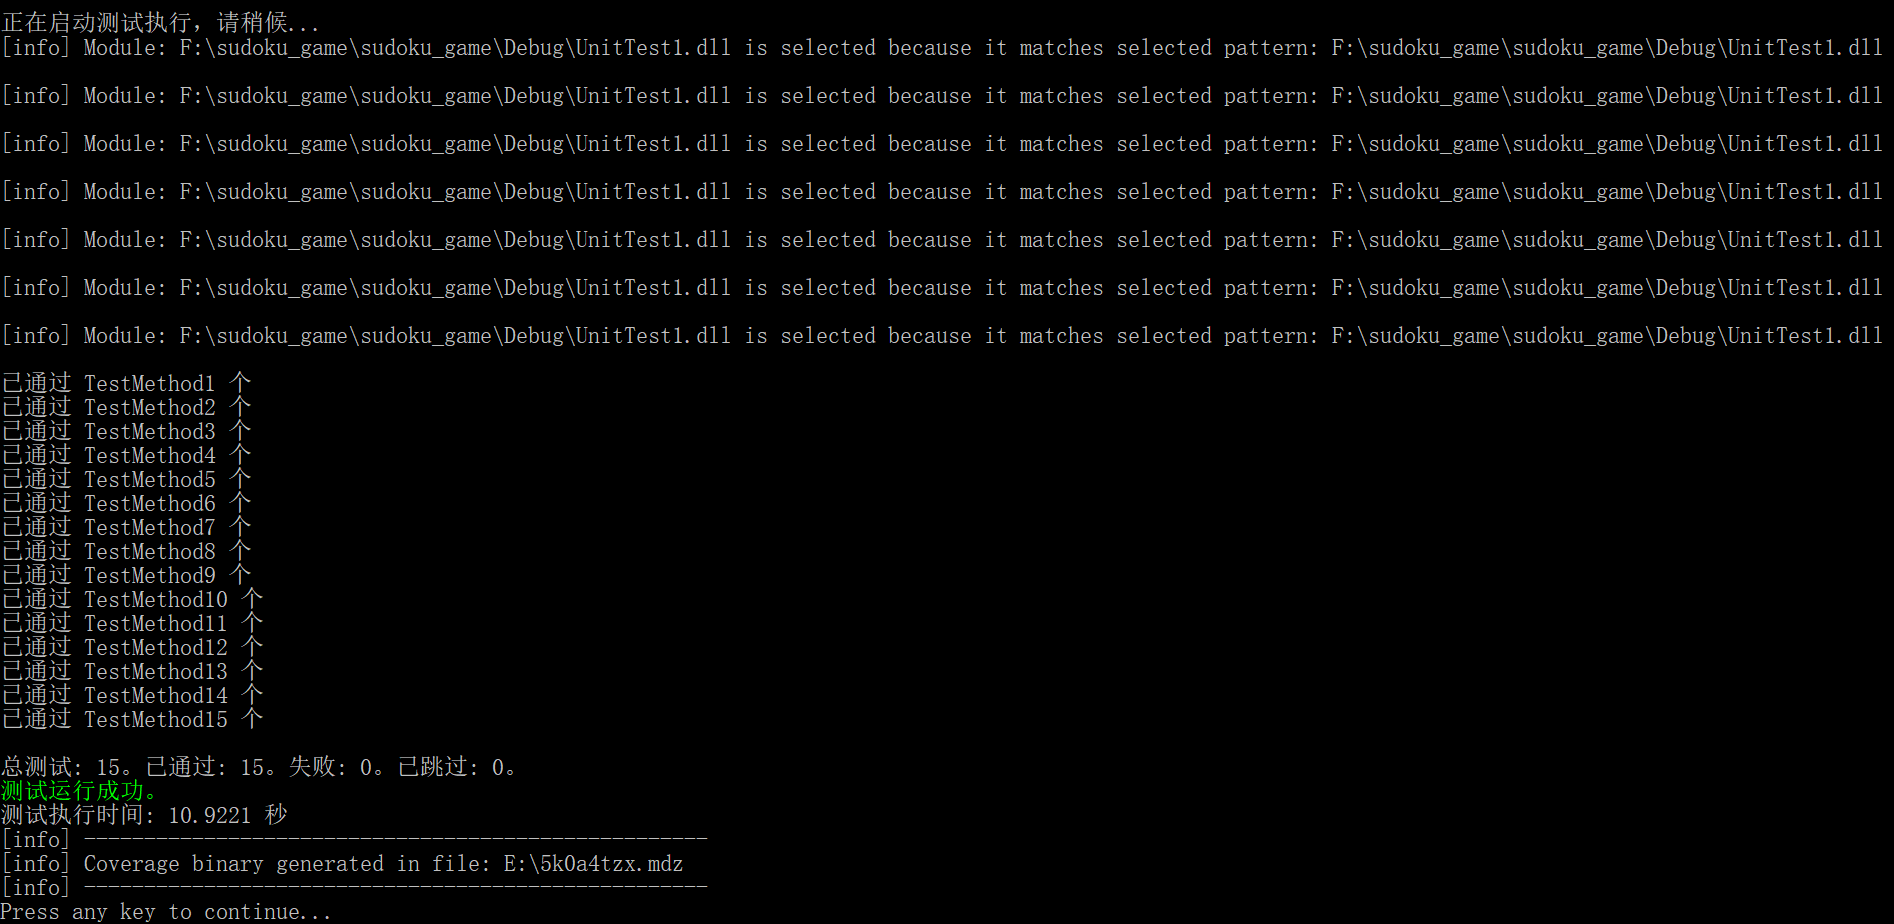 正在启动测试执行，请稍候...
[info] Module: F:\sudoku_game\sudoku_game\Debug\UnitTest1.dll is selected because it matches selected pattern: F:\sudoku_game\sudoku_game\Debug\UnitTest1.dll
[info] Module: F:\sudoku_game\sudoku_game\Debug\UnitTest1.dll is selected because it matches selected pattern: F:\sudoku_game\sudoku_game\Debug\UnitTest1.dll
[info] Module: F:\sudoku_game\sudoku_game\Debug\UnitTest1.dll is selected because it matches selected pattern: F:\sudoku_game\sudoku_game\Debug\UnitTest1.dll
[info] Module: F:\sudoku_game\sudoku_game\Debug\UnitTest1.dll is selected because it matches selected pattern: F:\sudoku_game\sudoku_game\Debug\UnitTest1.dll
[info] Module: F:\sudoku_game\sudoku_game\Debug\UnitTest1.dll is selected because it matches selected pattern: F:\sudoku_game\sudoku_game\Debug\UnitTest1.dll
[info] Module: F:\sudoku_game\sudoku_game\Debug\UnitTest1.dll is selected because it matches selected pattern: F:\sudoku_game\sudoku_game\Debug\UnitTest1.dll
[info] Module: F:\sudoku_game\sudoku_game\Debug\UnitTest1.dll is selected because it matches selected pattern: F:\sudoku_game\sudoku_game\Debug\UnitTest1.dll
已通过 TestMethod1 个
已通过 TestMethod2 个
已通过 TestMethod3 个
已通过 TestMethod4 个
已通过 TestMethod5 个
已通过 TestMethod6 个
已通过 TestMethod7 个
已通过 TestMethod8 个
已通过 TestMethod9 个
已通过 TestMethod10 个
已通过 TestMethod11 个
已通过 TestMethod12 个
已通过 TestMethod13 个
已通过 TestMethod14 个
已通过 TestMethod15 个
总测试: 15。已通过: 15。失败: 0。已跳过: 0。
测试运行成功。
测试执行时间: 10.9221 秒
[info] ----------------------------------------------------
[info] Coverage binary generated in file: E:\5k0a4tzx.mdz
[info] ----------------------------------------------------
Press any key to continue...